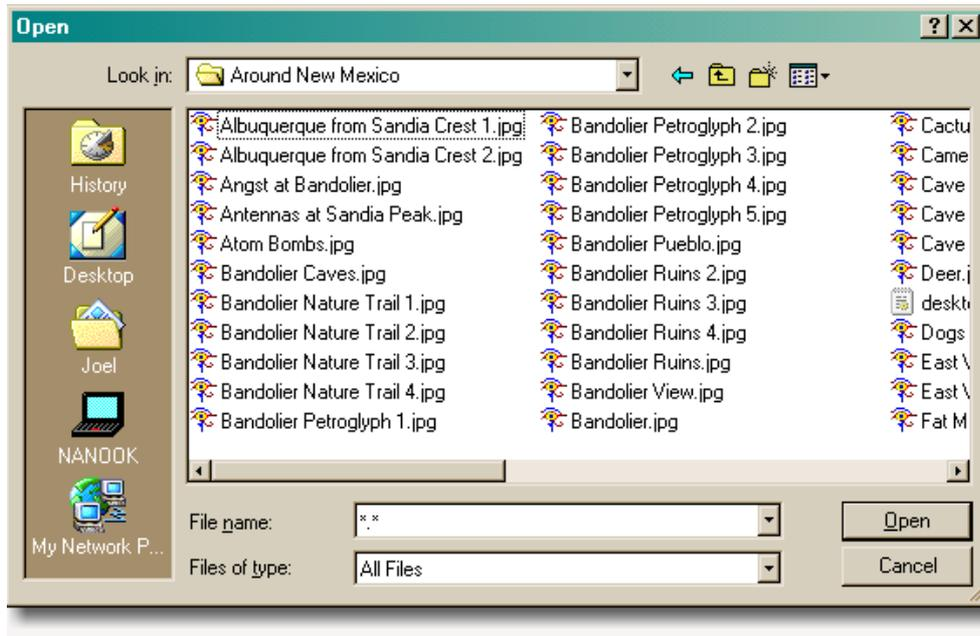 Open
Look in: Around New Mexico
History
Desktop
Joel
NANOOK
My Network P...
Albuquerque from Sandia Crest 1.jpg
Albuquerque from Sandia Crest 2.jpg
Angst at Bandolier.jpg
Antennas at Sandia Peak.jpg
Atom Bombs.jpg
Bandolier Caves.jpg
Bandolier Nature Trail 1.jpg
Bandolier Nature Trail 2.jpg
Bandolier Nature Trail 3.jpg
Bandolier Nature Trail 4.jpg
Bandolier Petroglyph 1.jpg
Bandolier Petroglyph 2.jpg
Bandolier Petroglyph 3.jpg
Bandolier Petroglyph 4.jpg
Bandolier Petroglyph 5.jpg
Bandolier Pueblo.jpg
Bandolier Ruins 2.jpg
Bandolier Ruins 3.jpg
Bandolier Ruins 4.jpg
Bandolier Ruins.jpg
Bandolier View.jpg
Bandolier.jpg
Cactu
Came
Cave
Cave
Cave
Deer.j
deskt
Dogs
East
East
Fat M
File name: *.*
Open
Files of type: All Files
Cancel